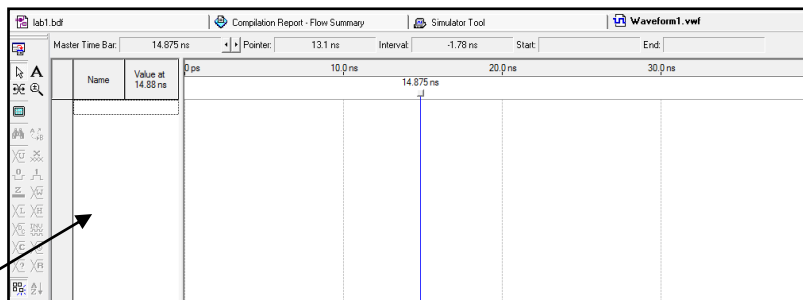 lab1.bdf Compilation Report - Flow Summary Simulator Tool Waveform1.vwf
Master Time Bar: 14.875 ns Pointer: 13.1 ns Interval: -1.78 ns Start: End:
A Name Value at 14.88 ns 0 ps 10.0 ns 20.0 ns 30.0 ns
14.875 ns